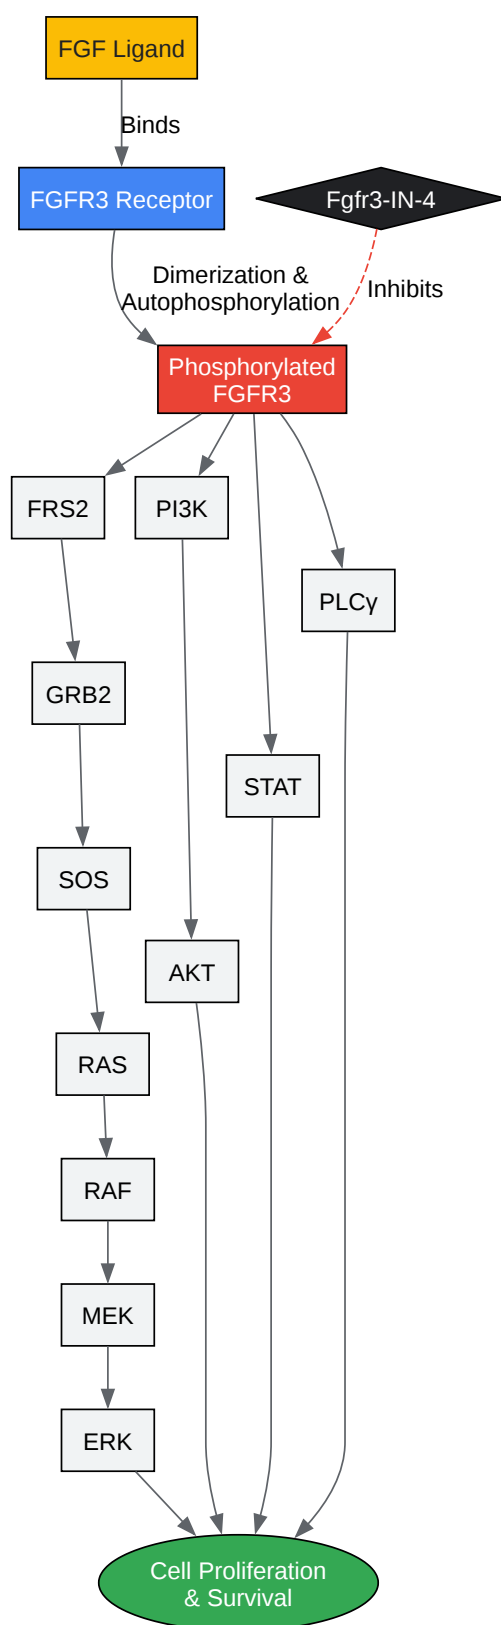 FGF Ligand
Binds
FGFR3 Receptor
Fgfr3-IN-4
Dimerization &
Autophosphorylation
Inhibits
Phosphorylated
FGFR3
FRS2
PI3K
PLCγ
GRB2
STAT
SOS
AKT
RAS
RAF
MEK
ERK
Cell Proliferation
& Survival